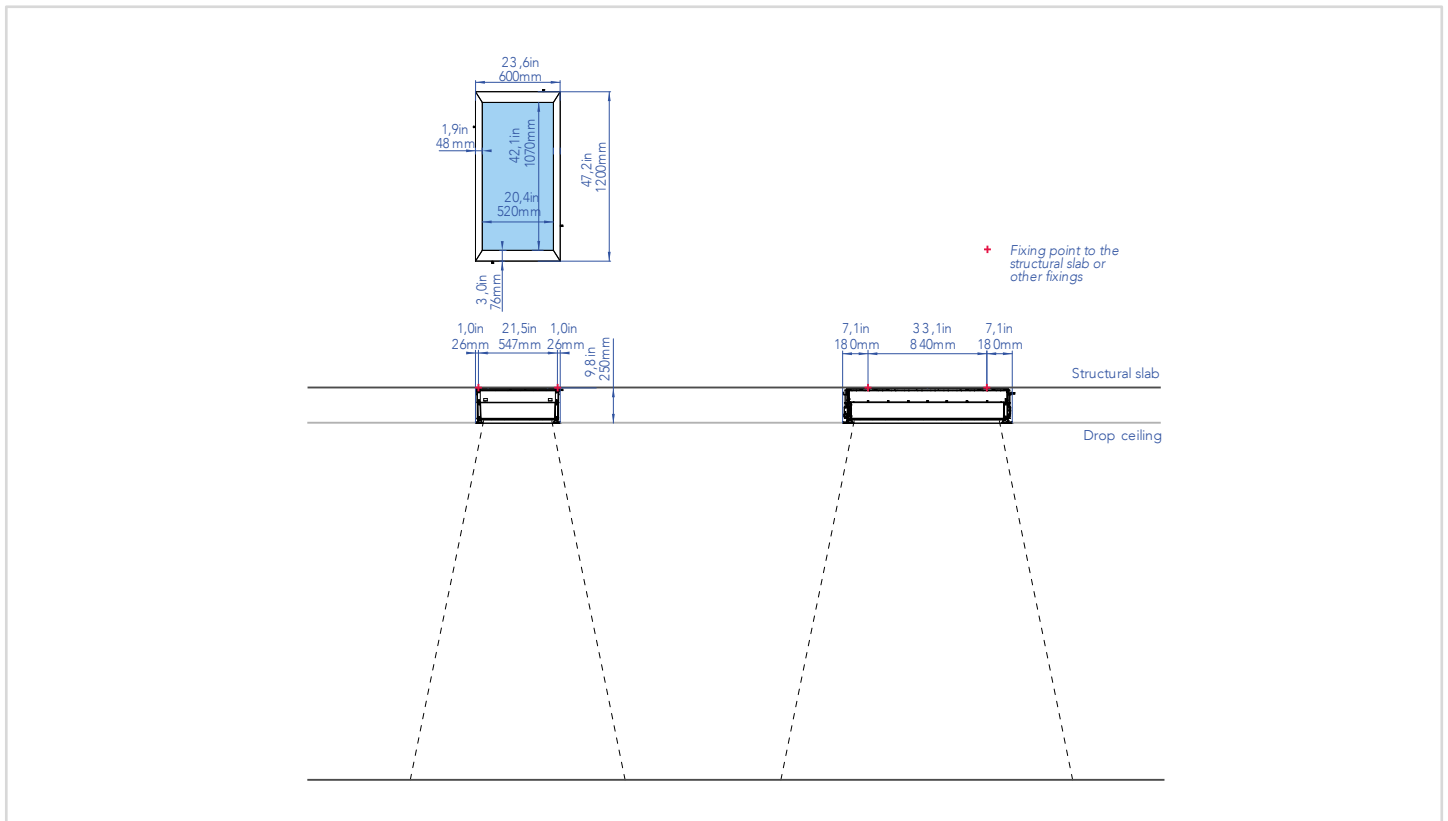 23,6in
600mm
1,9in
48 mm
42,1in
1070mm
47,2in
1200mm
20,4in
520mm
3,0in
76mm
Fixing point to the
structural slab or
other fixings
1,0in 21,5in 1,0in
26mm 547mm 26mm
9,8in
250mm
7,1in 33,1in 7,1in
180mm 840mm 180mm
Structural slab
Drop ceiling